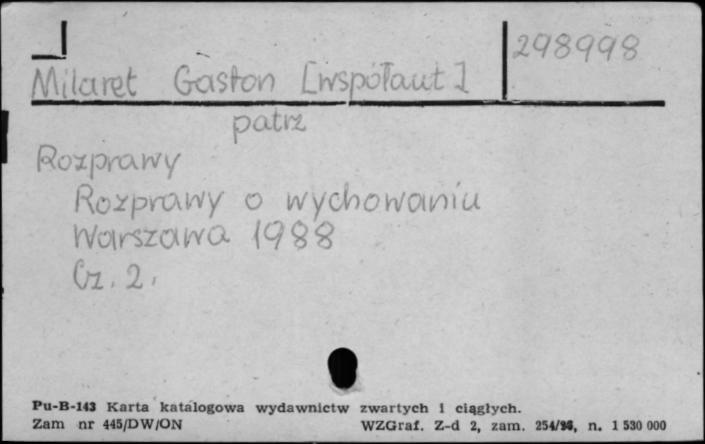 298998
Milaret Gaston [współaut]
patrz
Rozprawy
Rozprawy o wychowaniu
Warszawa 1988
Cz. 2.
Pu-B-143 Karta katalogowa wydawnictw zwartych i ciągłych.
Zam nr 445/DW/ON WZGraf. Z-d 2, zam. 254/86, n. 1 530 000